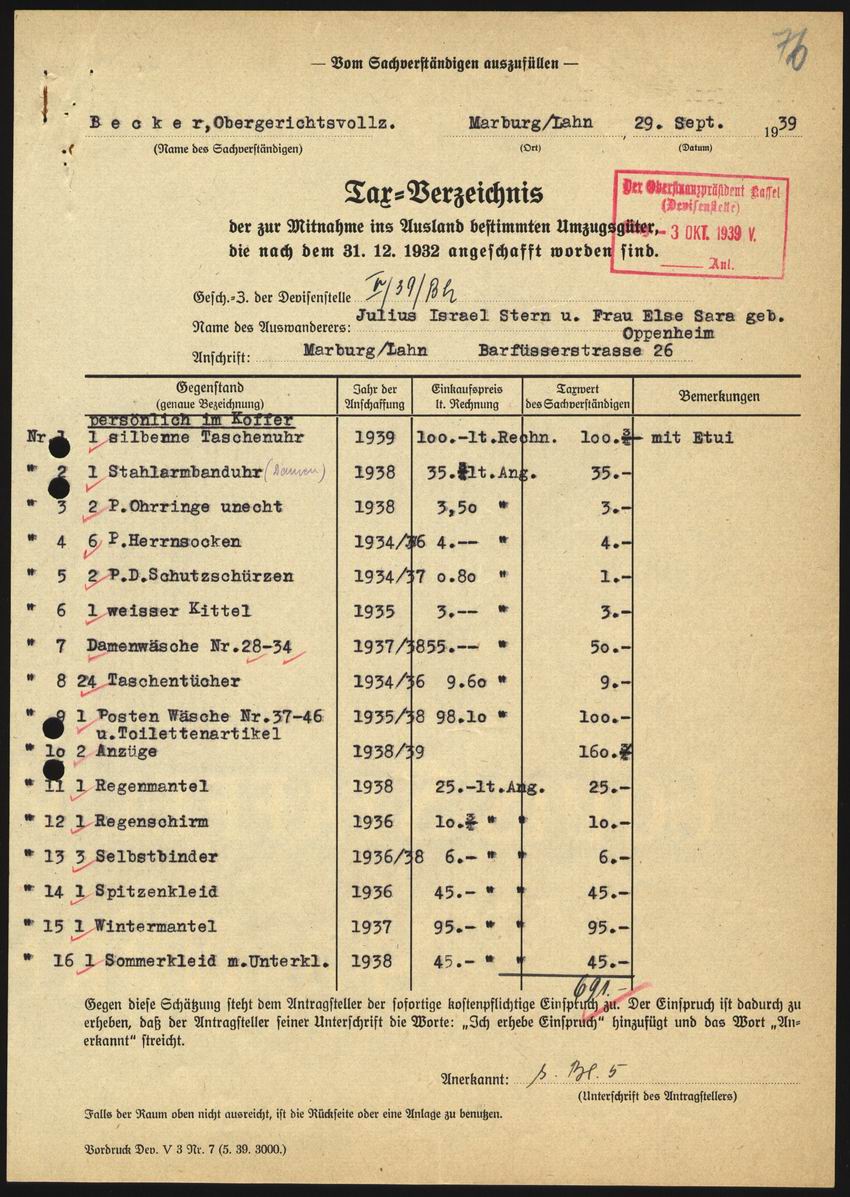 76
— Vom Sachverständigen auszufüllen —
B e c k e r, Obergerichtsvollz. Marburg/Lahn 29. Sept. 1939
(Name des Sachverständigen) (Ort) (Datum)
Tax=Verzeichnis
der zur Mitnahme ins Ausland bestimmten Umzugsgüter,
die nach dem 31. 12. 1932 angeschafft worden sind.
Der Oberfinanzpräsident Kassel
(Devisenstelle)
- 3 OKT. 1939 V.
Anl.
Gesch.=Z. der Devisenstelle V/39/Bh
Name des Auswanderers: Julius Israel Stern u. Frau Else Sara geb.
Oppenheim
Anschrift: Marburg/Lahn Barfüsserstrasse 26
Gegenstand Jahr der Einkaufspreis Taxwert Bemerkungen
(genaue Bezeichnung) Anschaffung lt. Rechnung des Sachverständigen
persönlich im Koffer
Nr 1 1 silbenne Taschenuhr 1939 100.-lt.Rechn. 100.- mit Etui
" 2 1 Stahlarmbanduhr (Damen) 1938 35.-lt.Ang. 35.-
" 3 2 P.Ohrringe unecht 1938 3,50 " 3.-
" 4 6 P.Herrnsocken 1934/36 4.-- " 4.-
" 5 2 P.D.Schutzschürzen 1934/37 0.80 " 1.-
" 6 1 weisser Kittel 1935 3.-- " 3.-
" 7 Damenwäsche Nr.28-34 1937/38 55.-- " 50.-
" 8 24 Taschentücher 1934/36 9.60 " 9.-
" 9 1 Posten Wäsche Nr.37-46 1935/38 98.10 " 100.-
u.Toilettenartikel
" 10 2 Anzüge 1938/39 160.-
" 11 1 Regenmantel 1938 25.-lt.Ang. 25.-
" 12 1 Regenschirm 1936 10.- " " 10.-
" 13 3 Selbstbinder 1936/38 6.- " " 6.-
" 14 1 Spitzenkleid 1936 45.- " " 45.-
" 15 1 Wintermantel 1937 95.- " " 95.-
" 16 1 Sommerkleid m.Unterkl. 1938 45.- " " 45.-
691.-
Gegen diese Schätzung steht dem Antragsteller der sofortige kostenpflichtige Einspruch zu. Der Einspruch ist dadurch zu
erheben, daß der Antragsteller seiner Unterschrift die Worte: „Ich erhebe Einspruch“ hinzufügt und das Wort „An-
erkannt“ streicht.
Anerkannt: s. Bl. 5
(Unterschrift des Antragstellers)
Falls der Raum oben nicht ausreicht, ist die Rückseite oder eine Anlage zu benutzen.
Vordruck Dev. V 3 Nr. 7 (5. 39. 3000.)